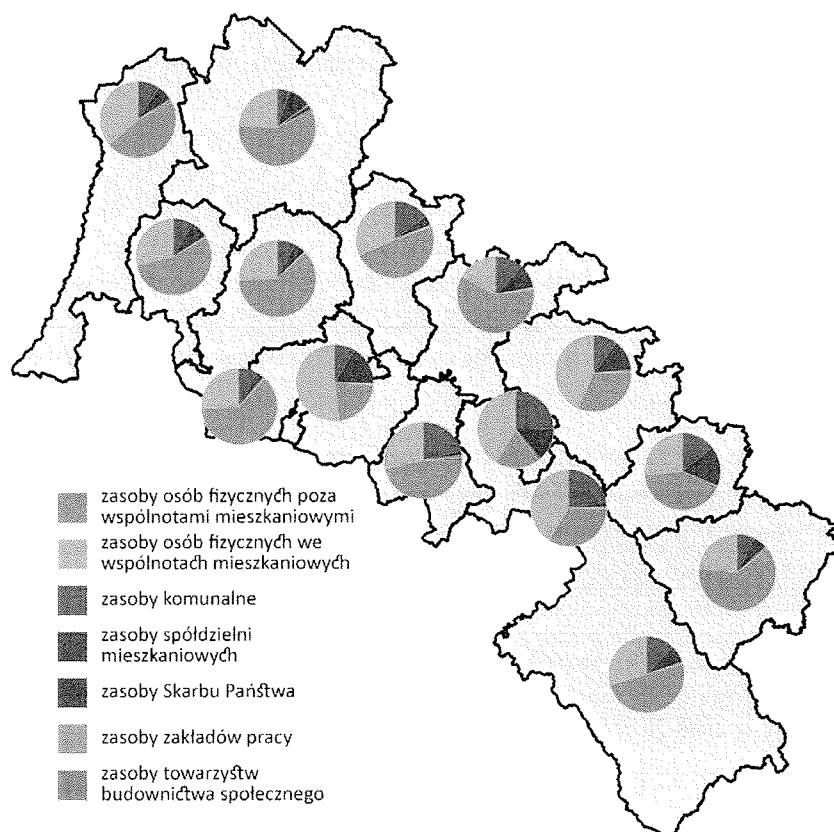 zasoby osób fizycznych poza
wspólnotami mieszkaniowymi
zasoby osób fizycznych we
wspólnotach mieszkaniowych
zasoby komunalne
zasoby spółdzielni
mieszkaniowych
zasoby Skarbu Państwa
zasoby zakładów pracy
zasoby towarzystw
budownictwa społecznego